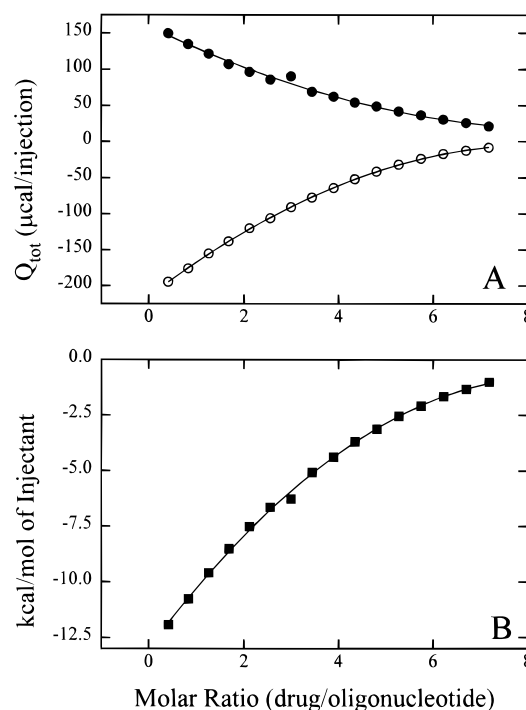 150
100
50
0
-50
-100
-150
-200
Q_tot (µcal/injection)
A
0 2 4 6 8
0.0
-2.5
-5.0
-7.5
-10.0
-12.5
kcal/mol of Injectant
B
0 2 4 6 8
Molar Ratio (drug/oligonucleotide)